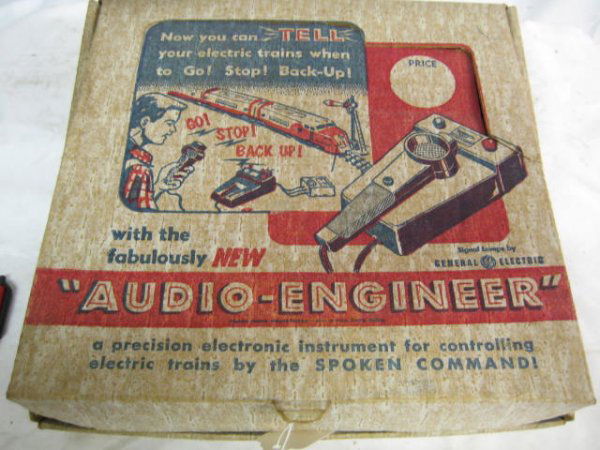 Now you can TELL
your electric trains when
to Go! Stop! Back-Up!
PRICE
GO!
STOP!
BACK UP!
with the
fabulously NEW
Signal Lamps by
GENERAL GE ELECTRIC
"AUDIO-ENGINEER"
a precision electronic instrument for controlling
electric trains by the SPOKEN COMMAND!